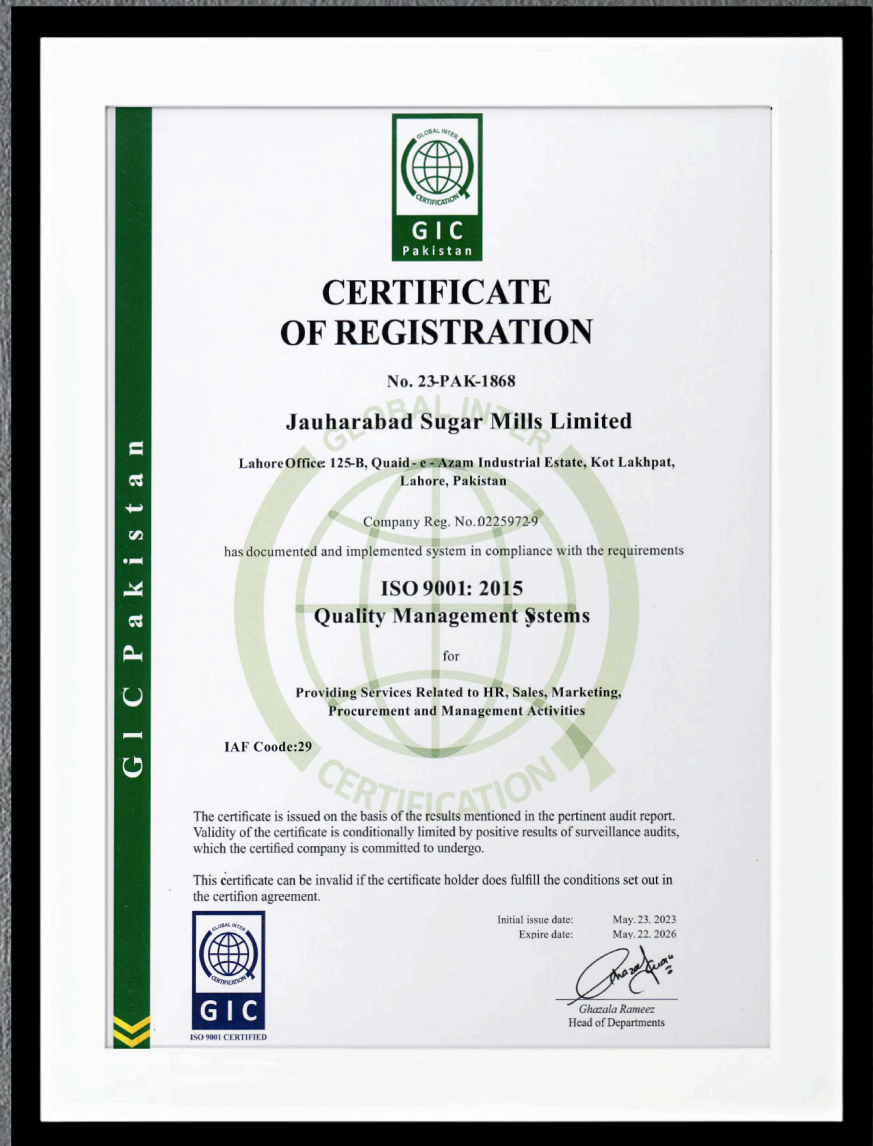 GLOBAL INTER
CERTIFICATION
GIC
Pakistan
CERTIFICATE
OF REGISTRATION
No. 23-PAK-1868
GLOBAL INTER
Jauharabad Sugar Mills Limited
Lahore Office: 125-B, Quaid - e - Azam Industrial Estate, Kot Lakhpat,
Lahore, Pakistan
Company Reg. No.0225972-9
has documented and implemented system in compliance with the requirements
ISO 9001: 2015
Quality Management Systems
for
Providing Services Related to HR, Sales, Marketing,
Procurement and Management Activities
IAF Coode:29
CERTIFICATION
The certificate is issued on the basis of the results mentioned in the pertinent audit report.
Validity of the certificate is conditionally limited by positive results of surveillance audits,
which the certified company is committed to undergo.
This certificate can be invalid if the certificate holder does fulfill the conditions set out in
the certifion agreement.
Initial issue date: May. 23. 2023
Expire date: May. 22. 2026
GLOBAL INTER
CERTIFICATION
GIC
ISO 9001 CERTIFIED
Ghazala Rameez
Head of Departments
GIC Pakistan